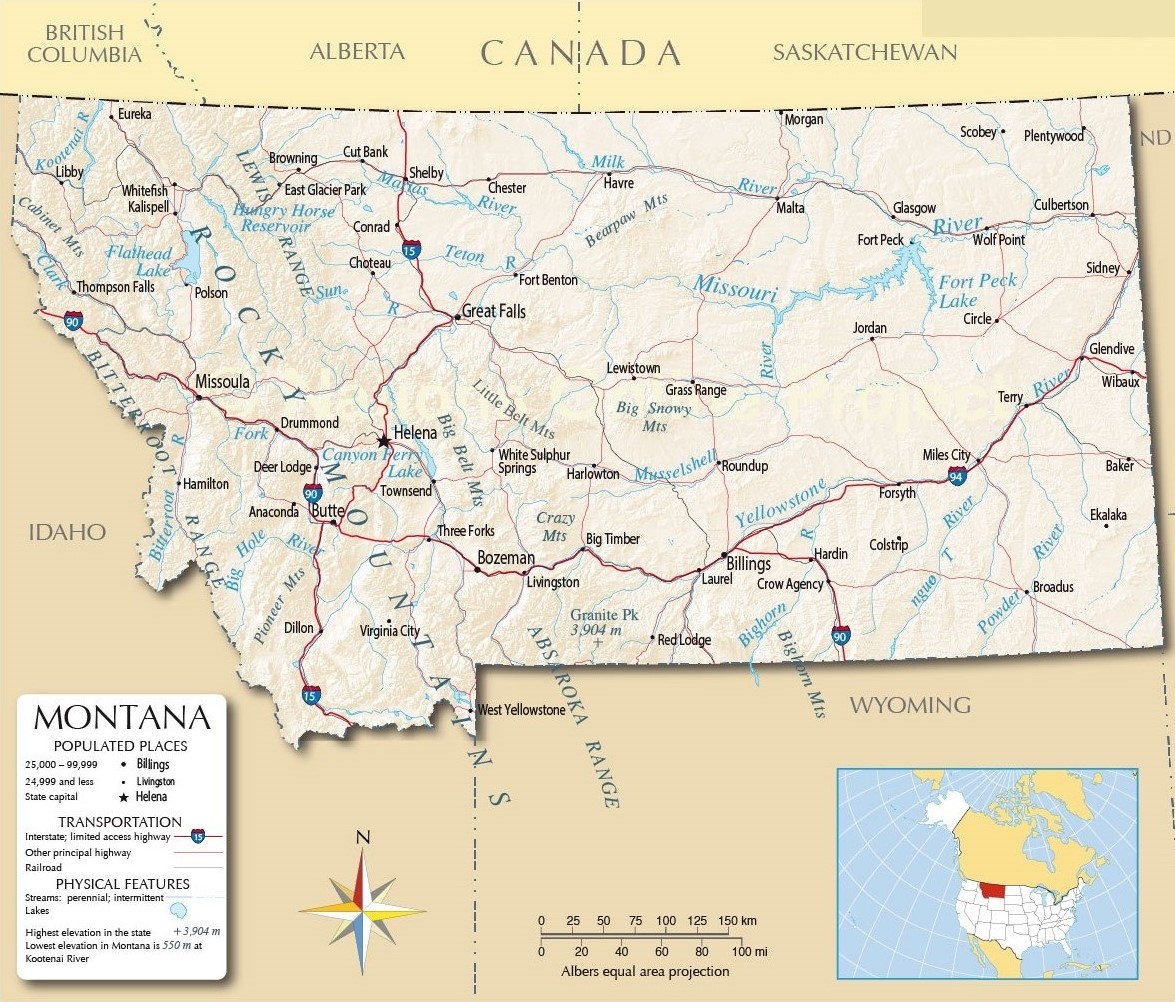 BRITISH
COLUMBIA
ALBERTA
CANADA
SASKATCHEWAN
ND
Eureka
Morgan
Scobey
Plentywood
Kootenai R
Libby
Browning
Cut Bank
Shelby
Chester
Milk
River
Havre
Malta
Glasgow
Culbertson
Whitefish
Kalispell
East Glacier Park
Marias
River
LEWIS
RANGE
Hungry Horse
Reservoir
Bearpaw Mts
Cabinet Mts
Conrad
15
Fort Peck
River
Wolf Point
Flathead
Lake
Choteau
Teton R
Fort Benton
Missouri
River
Fort Peck
Lake
Sidney
Clark
Thompson Falls
Polson
Sun
R
Great Falls
Circle
90
Jordan
Glendive
ROCKY
MOUNTAINS
BITTERROOT
RANGE
Missoula
Lewistown
Grass Range
Wibaux
Terry
River
Little Belt Mts
Big Snowy
Mts
Drummond
Fork
Helena
Big Belt Mts
Canyon Ferry
Lake
White Sulphur
Springs
Harlowton
Musselshell
Roundup
Miles City
94
Baker
Deer Lodge
Hamilton
Bitterroot
R
90
Townsend
Forsyth
Yellowstone
R
Anaconda
Butte
Crazy
Mts
Ekalaka
IDAHO
Three Forks
Big Timber
Colstrip
River
Big Hole
River
Bozeman
Livingston
Billings
Laurel
Hardin
Crow Agency
nguo T
River
Powder
Broadus
Pioneer Mts
Dillon
Virginia City
Granite Pk
3,904 m
+
Red Lodge
Bighorn
Bighorn Mts
90
ABSAROKA RANGE
15
West Yellowstone
WYOMING
MONTANA
POPULATED PLACES
25,000 – 99,999 Billings
24,999 and less Livingston
State capital Helena
TRANSPORTATION
Interstate; limited access highway 15
Other principal highway
Railroad
PHYSICAL FEATURES
Streams: perennial; intermittent
Lakes
Highest elevation in the state +3,904 m
Lowest elevation in Montana is 550 m at
Kootenai River
N
0 25 50 75 100 125 150 km
0 20 40 60 80 100 mi
Albers equal area projection